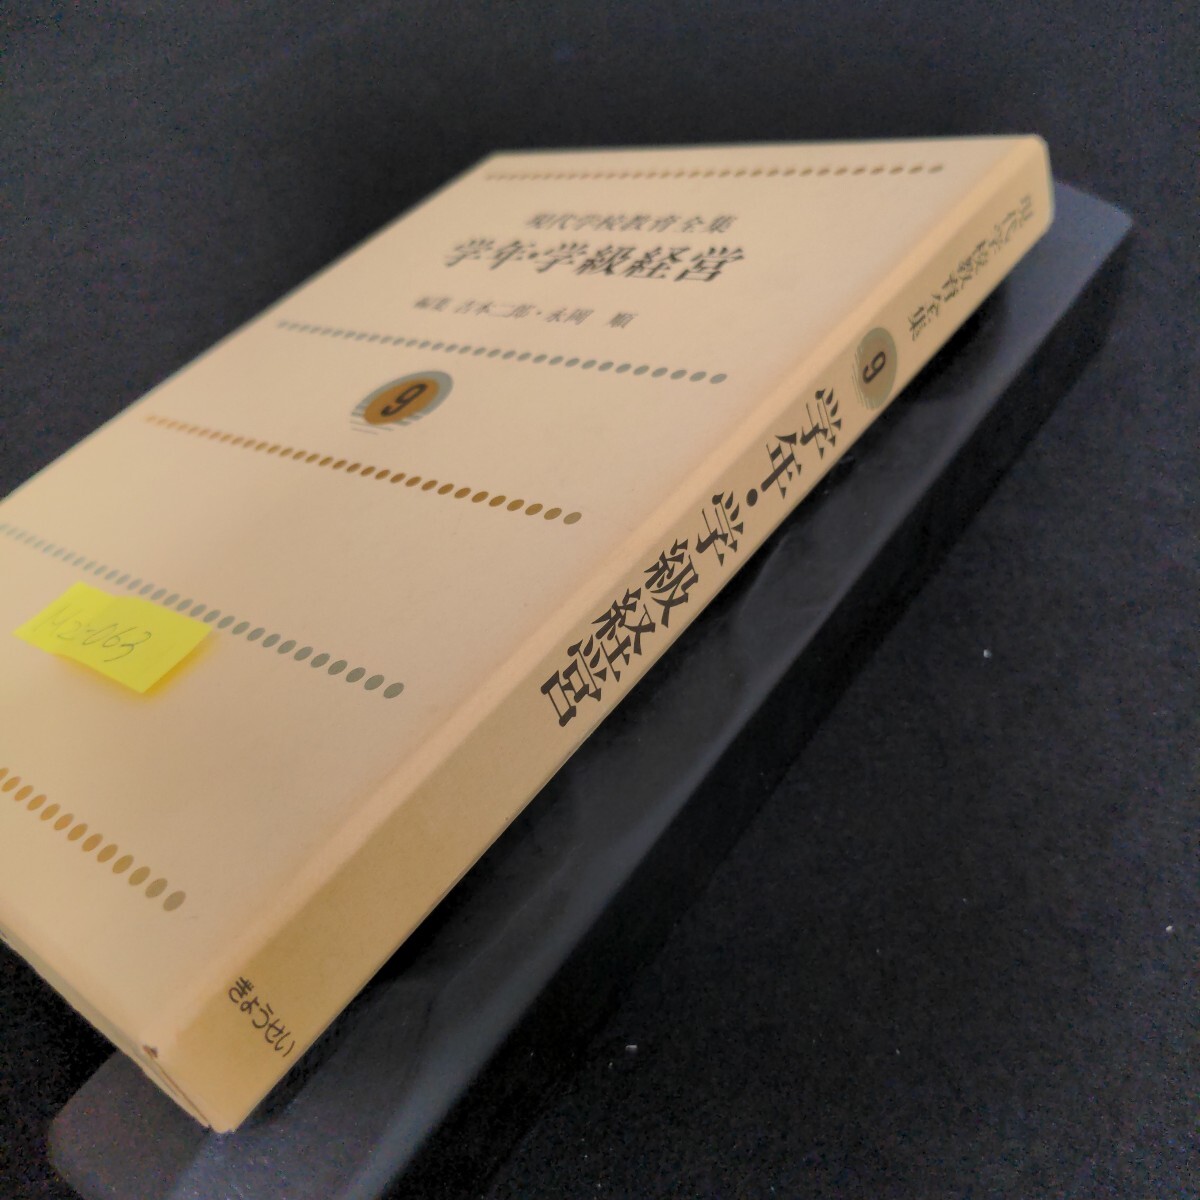 現代学校教育全集
学年・学級経営
編集 吉本二郎・永岡 順
9
現代学校教育全集
9
学年・学級経営
ぎょうせい